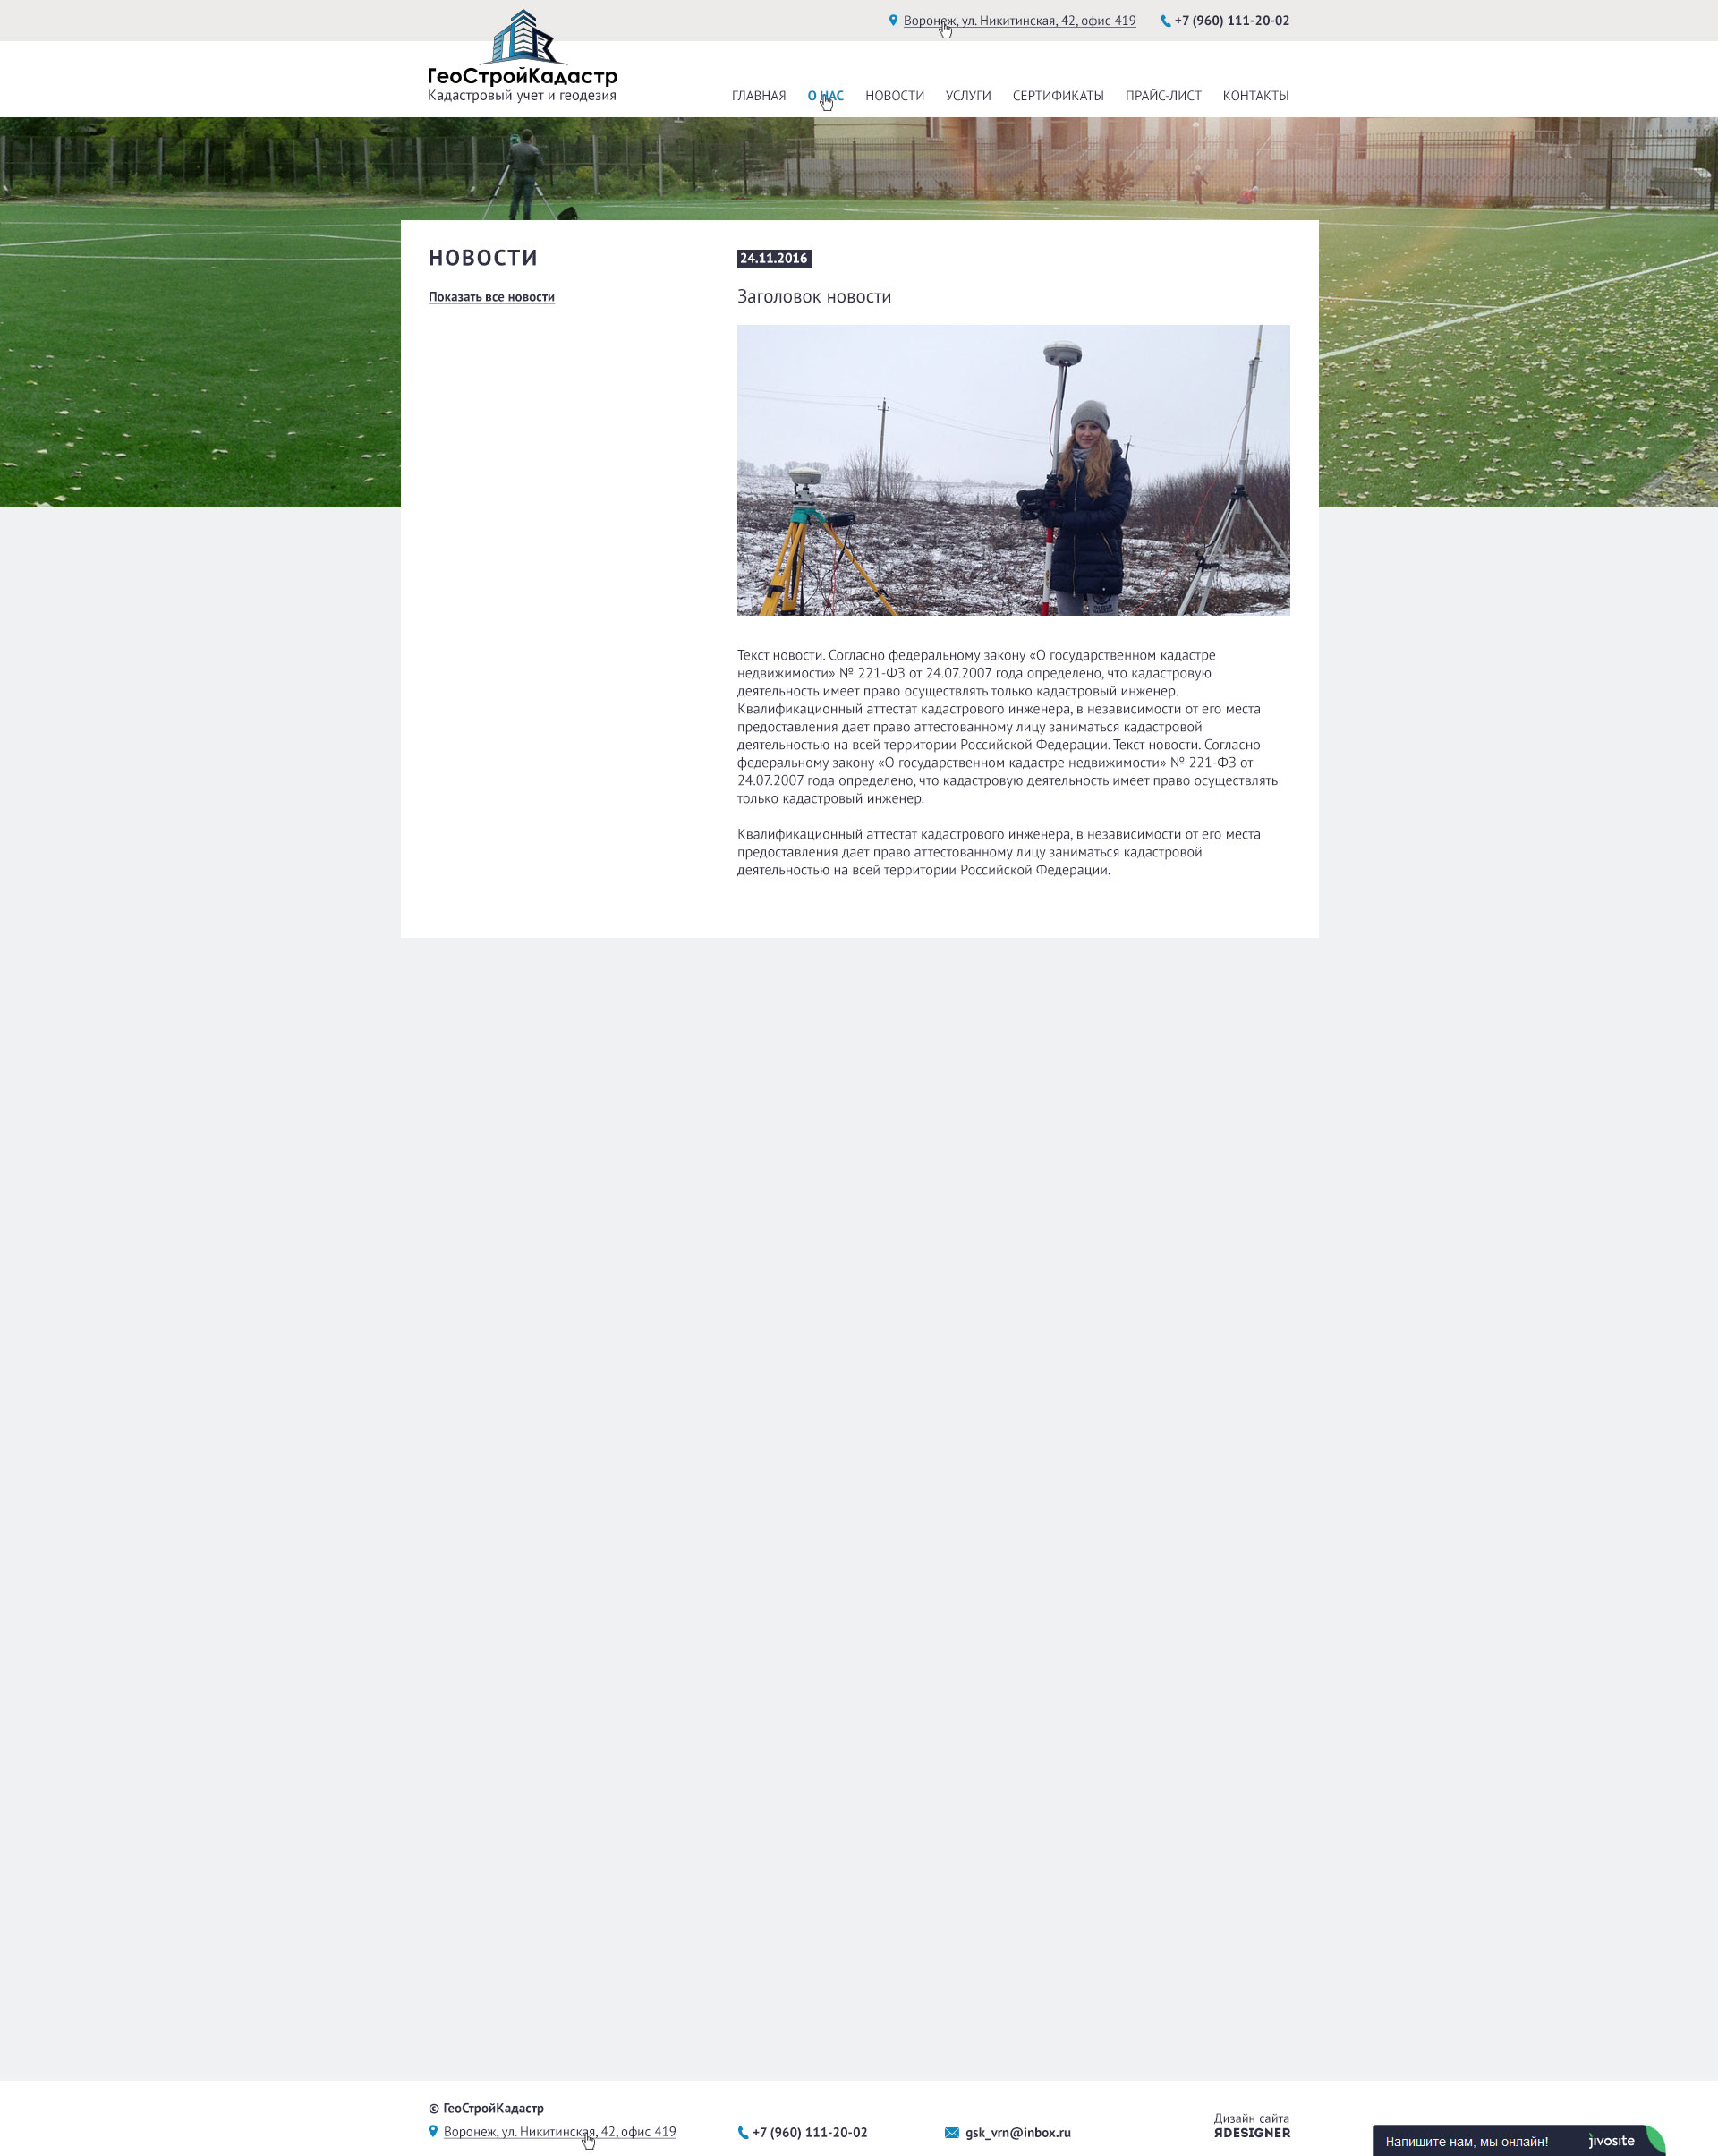 Воронеж, ул. Никитинская, 42, офис 419
+7 (960) 111-20-02
ГеоСтройКадастр
Кадастровый учет и геодезия
ГЛАВНАЯ
О НАС
НОВОСТИ
УСЛУГИ
СЕРТИФИКАТЫ
ПРАЙС-ЛИСТ
КОНТАКТЫ
НОВОСТИ
Показать все новости
24.11.2016
Заголовок новости
Текст новости. Согласно федеральному закону «О государственном кадастре
недвижимости» № 221-ФЗ от 24.07.2007 года определено, что кадастровую
деятельность имеет право осуществлять только кадастровый инженер.
Квалификационный аттестат кадастрового инженера, в независимости от его места
предоставления дает право аттестованному лицу заниматься кадастровой
деятельностью на всей территории Российской Федерации. Текст новости. Согласно
федеральному закону «О государственном кадастре недвижимости» № 221-ФЗ от
24.07.2007 года определено, что кадастровую деятельность имеет право осуществлять
только кадастровый инженер.
Квалификационный аттестат кадастрового инженера, в независимости от его места
предоставления дает право аттестованному лицу заниматься кадастровой
деятельностью на всей территории Российской Федерации.
© ГеоСтройКадастр
Воронеж, ул. Никитинская, 42, офис 419
+7 (960) 111-20-02
gsk_vrn@inbox.ru
Дизайн сайта
ЯDESIGNER
Напишите нам, мы онлайн!
jivosite